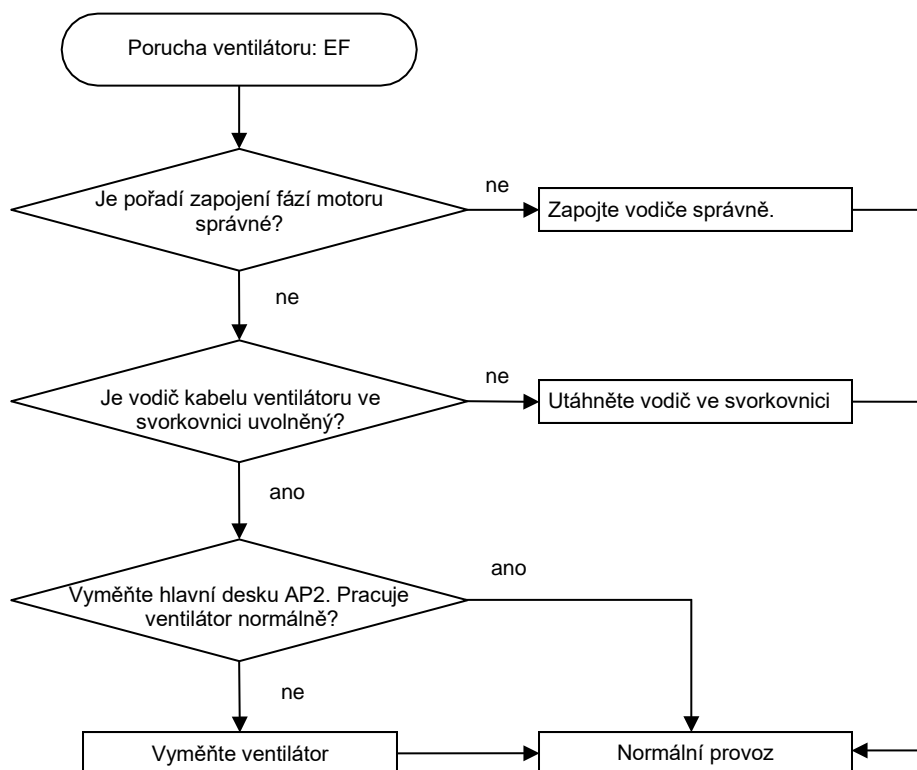 Porucha ventilátoru: EF
Je pořadí zapojení fází motoru
správné?
ne
Zapojte vodiče správně.
ne
Je vodič kabelu ventilátoru ve
svorkovnici uvolněný?
ne
Utáhněte vodič ve svorkovnici
ano
Vyměňte hlavní desku AP2. Pracuje
ventilátor normálně?
ano
ne
Vyměňte ventilátor
Normální provoz